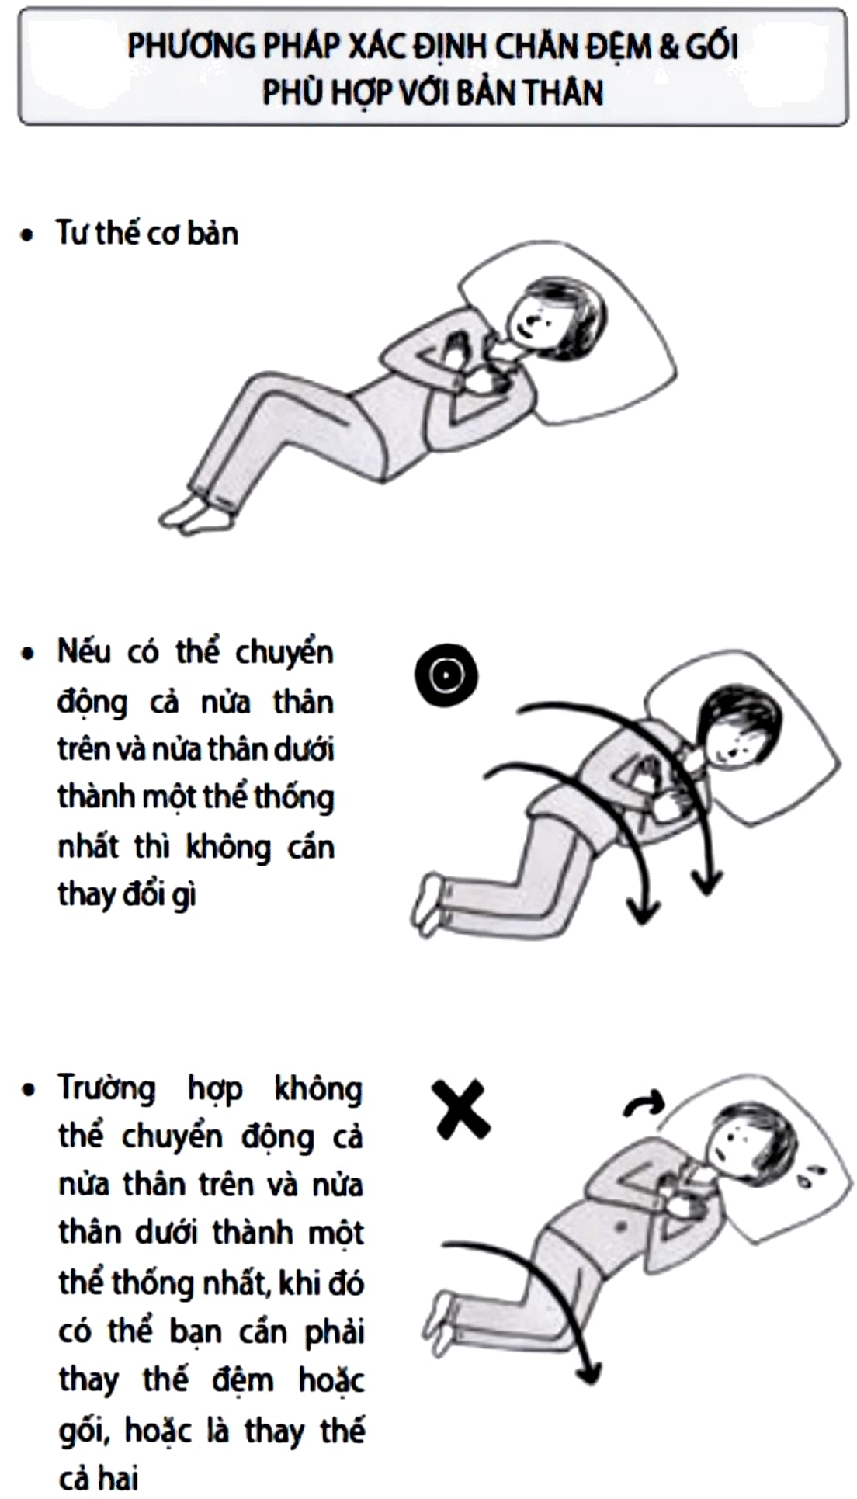 PHƯƠNG PHÁP XÁC ĐỊNH CHĂN ĐỆM & GỐI
PHÙ HỢP VỚI BẢN THÂN
• Tư thế cơ bản
• Nếu có thể chuyển
động cả nửa thân
trên và nửa thân dưới
thành một thể thống
nhất thì không cần
thay đổi gì
• Trường hợp không
thể chuyển động cả
nửa thân trên và nửa
thân dưới thành một
thể thống nhất, khi đó
có thể bạn cần phải
thay thế đệm hoặc
gối, hoặc là thay thế
cả hai